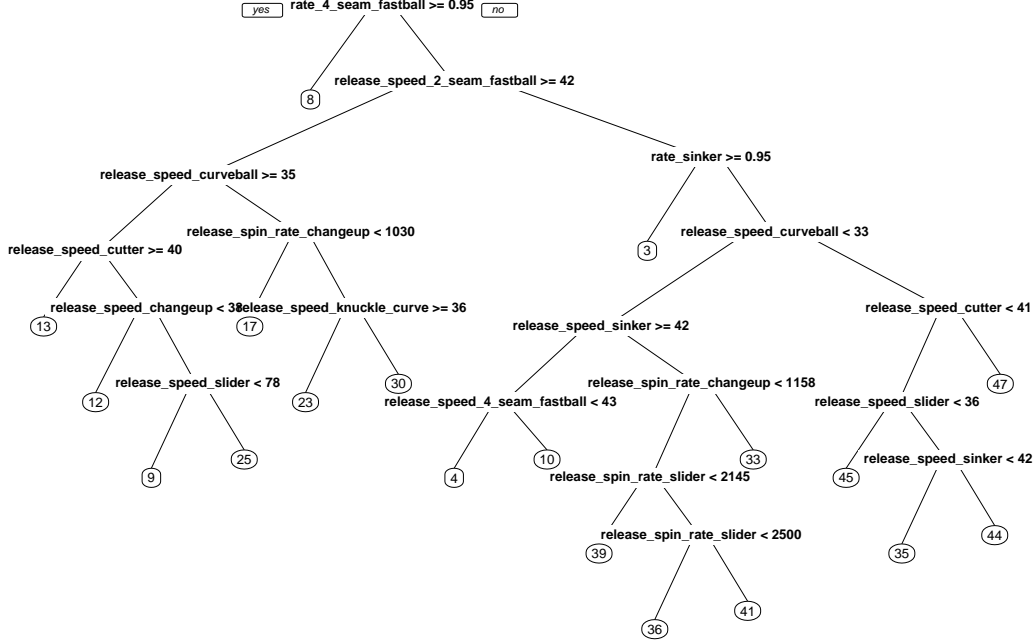 yes rate_4_seam_fastball >= 0.95 no
release_speed_2_seam_fastball >= 42
8
rate_sinker >= 0.95
release_speed_curveball >= 35
release_spin_rate_changeup < 1030
release_speed_curveball < 33
release_speed_cutter >= 40
3
release_speed_changeup < 38
release_speed_knuckle_curve >= 36
release_speed_cutter < 41
13
17
release_speed_sinker >= 42
release_speed_slider < 78
30
release_spin_rate_changeup < 1158
47
12
23
release_speed_4_seam_fastball < 43
release_speed_slider < 36
25
10
33
release_speed_sinker < 42
9
4
release_spin_rate_slider < 2145
45
release_spin_rate_slider < 2500
44
39
35
41
36